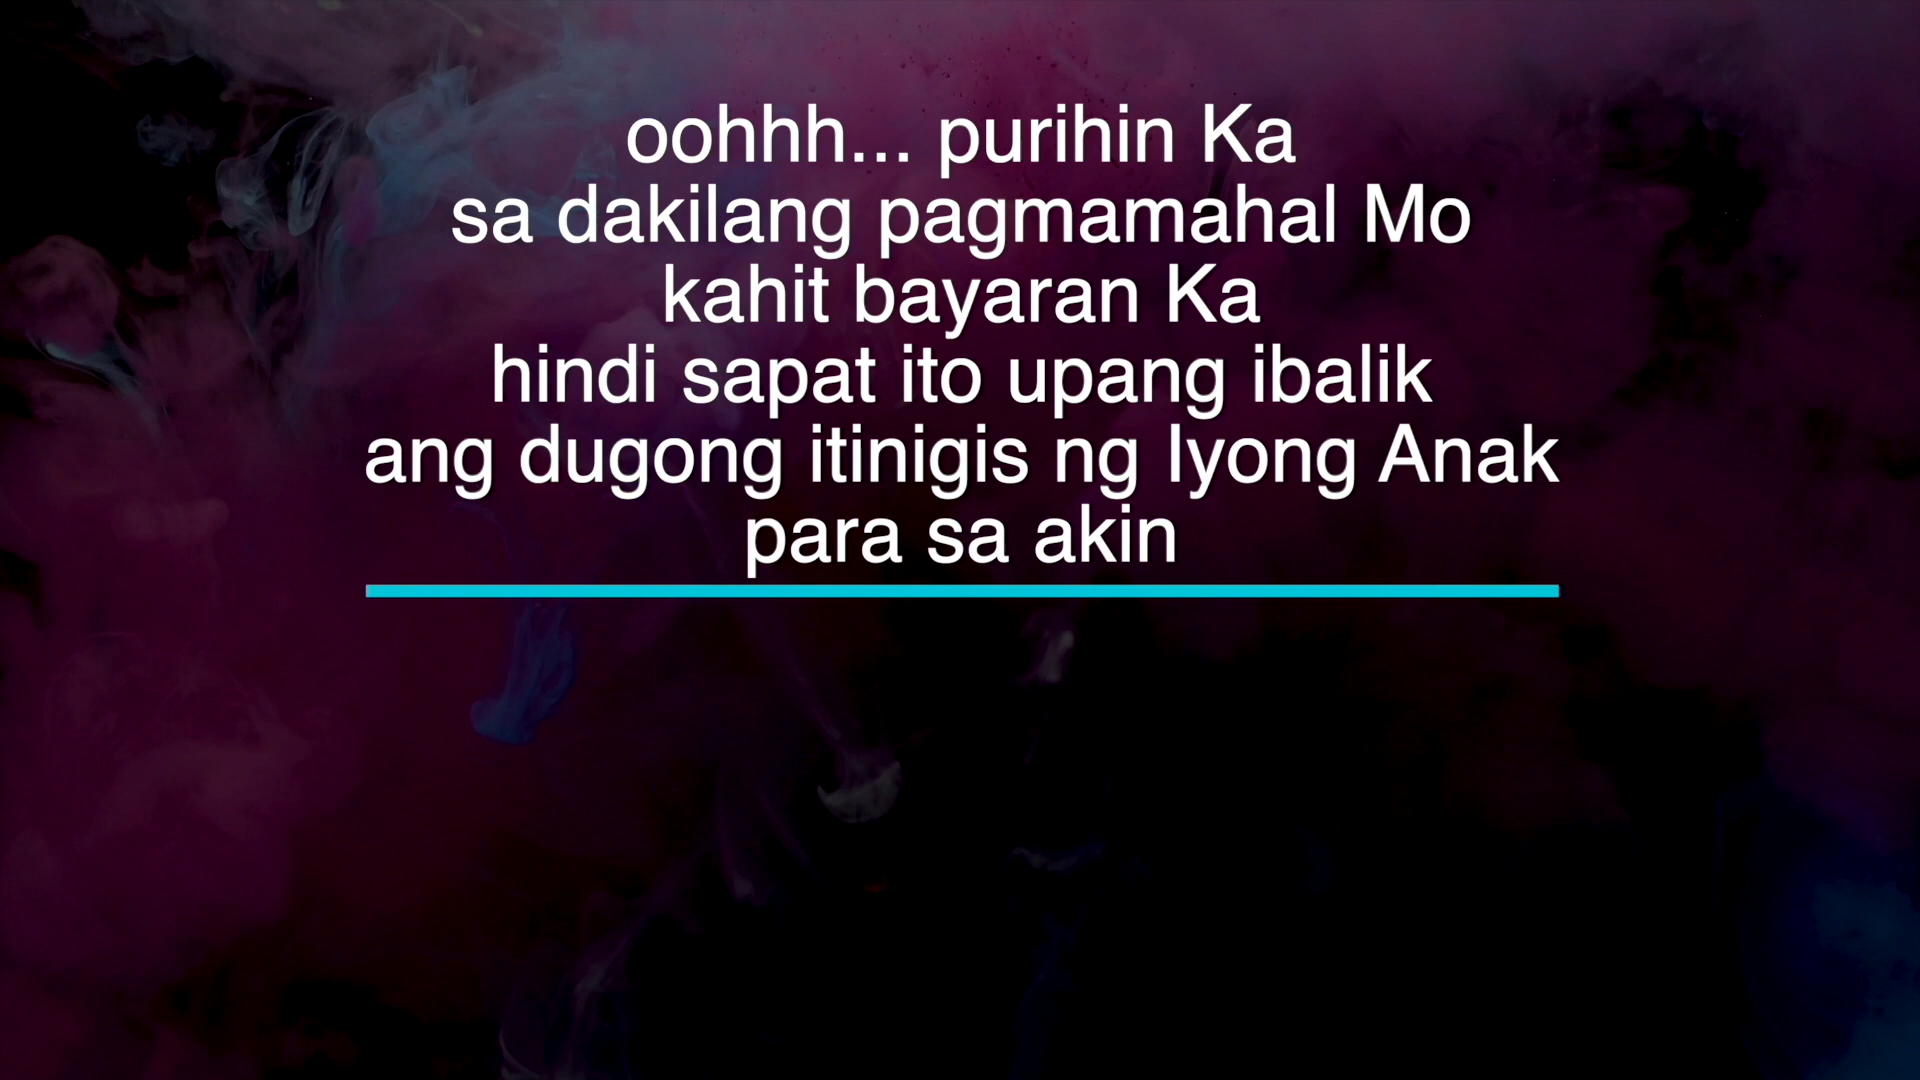 oohhh... purihin Ka
sa dakilang pagmamahal Mo
kahit bayaran Ka
hindi sapat ito upang ibalik
ang dugong itinigis ng Iyong Anak
para sa akin